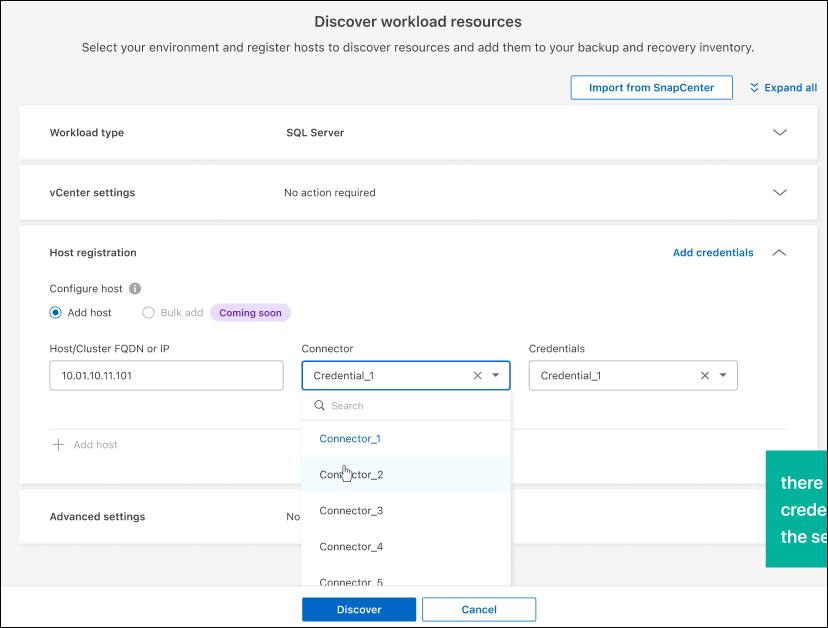 Discover workload resources
Select your environment and register hosts to discover resources and add them to your backup and recovery inventory.
Import from SnapCenter
Expand all
Workload type SQL Server
vCenter settings No action required
Host registration Add credentials
Configure host
Add host Bulk add Coming soon
Host/Cluster FQDN or IP Connector Credentials
10.01.10.11.101 Credential_1 Credential_1
Search
Connector_1
Add host
Connector_2
Connector_3
there
crede
the se
Advanced settings No
Connector_4
Connector_5
Discover Cancel